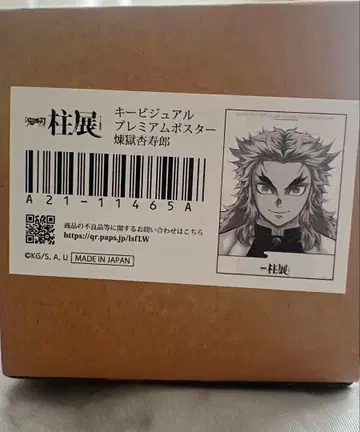 柱展
キービジュアル
プレミアムポスター
煉獄杏寿郎
A21-11465A
商品の不良品等に関するお問い合わせはこちら
https://qr.paps.jp/isfLW
©KG/S, A, U
MADE IN JAPAN
柱展